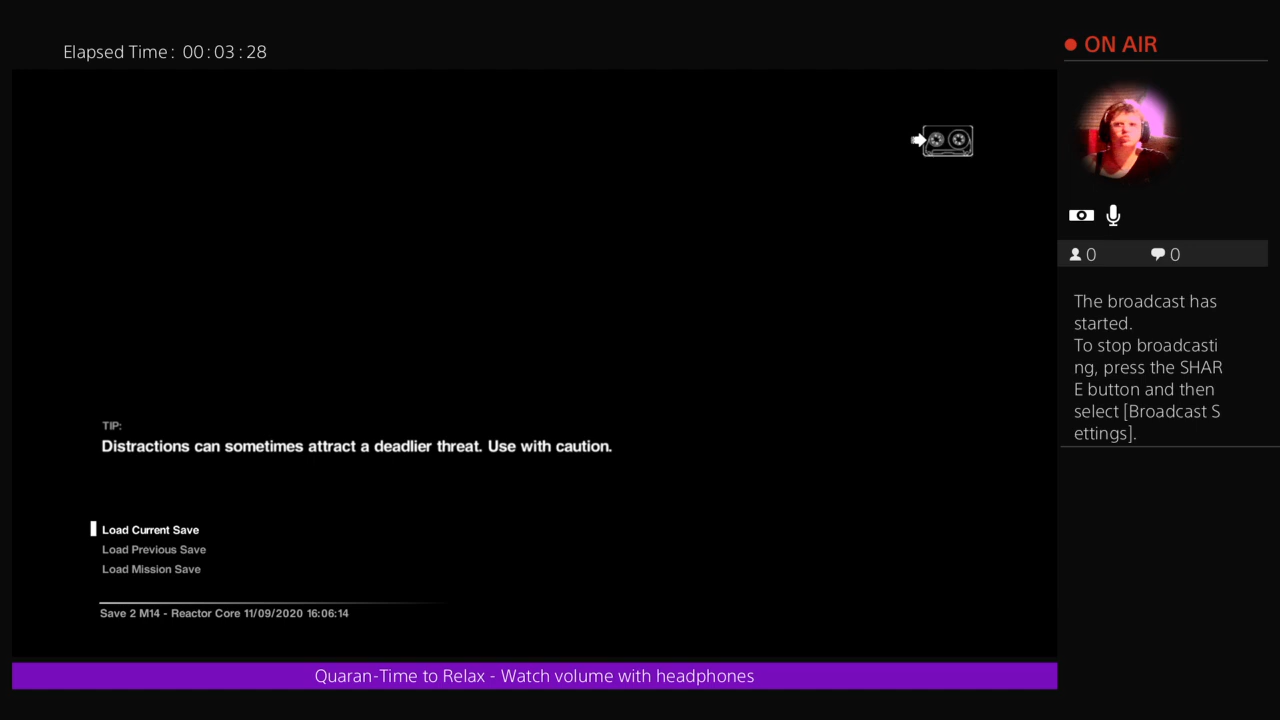 Elapsed Time: 00:03:28
ON AIR
0 0
The broadcast has
started.
To stop broadcasti
ng, press the SHAR
E button and then
select [Broadcast S
ettings].
TIP:
Distractions can sometimes attract a deadlier threat. Use with caution.
Load Current Save
Load Previous Save
Load Mission Save
Save 2 M14 - Reactor Core 11/09/2020 16:06:14
Quaran-Time to Relax - Watch volume with headphones